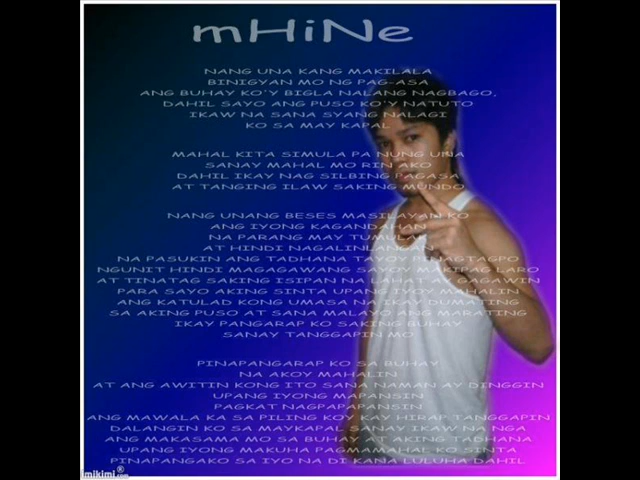 mHiNe
NANG UNA KANG MAKILALA
BINIGYAN MO NG PAG-ASA
ANG BUHAY KO'Y BIGLA NALANG NAGBAGO,
DAHIL SAYO ANG PUSO KO'Y NATUTO
IKAW NA SANA SYANG NALAGI
KO SA MAY KAPAL
MAHAL KITA SIMULA PA NUNG UNA
SANAY MAHAL MO RIN AKO
DAHIL IKAY NAG SILBING PAGASA
AT TANGING ILAW SAKING MUNDO
NANG UNANG BESES MASILAYAN KO
ANG IYONG KAGANDAHAN
NA PARANG MAY
AT HINDI
NA PASUKIN ANG TADHANA TAYOY PINAGTAGPO
NGUNIT HINDI MAGAGAWANG SAYOY MAKIPAG LARO
AT TINATAG SAKING ISIPAN NA LAHAT GAGAWIN
PARA SAYO AKING SINTA UPANG IYIY MAHALIN
ANG KATULAD KONG UMASA NA IKAY DUMATING
SA AKING PUSO AT SANA MALAYO ANG MARATING
IKAY PANGARAP KO SAKING BUHAY
SANAY TANGGAPIN MO
PINAPANGARAP KO SA BUHAY
NA AKOY MAHALIN
AT ANG AWITIN KONG ITO SANA NAMAN AY DINGGIN
UPANG IYONG MAPANSIN
PAGKAT NAGPAPAPANSIN
ANG MAWALA KA SA PILING KOY KAY HIRAP TANGGAPIN
DALANGIN KO SA MAYKAPAL SANAY IKAW NA NGA
ANG MAKASAMA MO SA BUHAY AT AKING TADHANA
UPANG IYONG MAKUHA PAGMAMAHAL KO SINTA
PINAPANGAKO SA IYO NA DI KANA LULUHA DAHIL
mikimi.com®